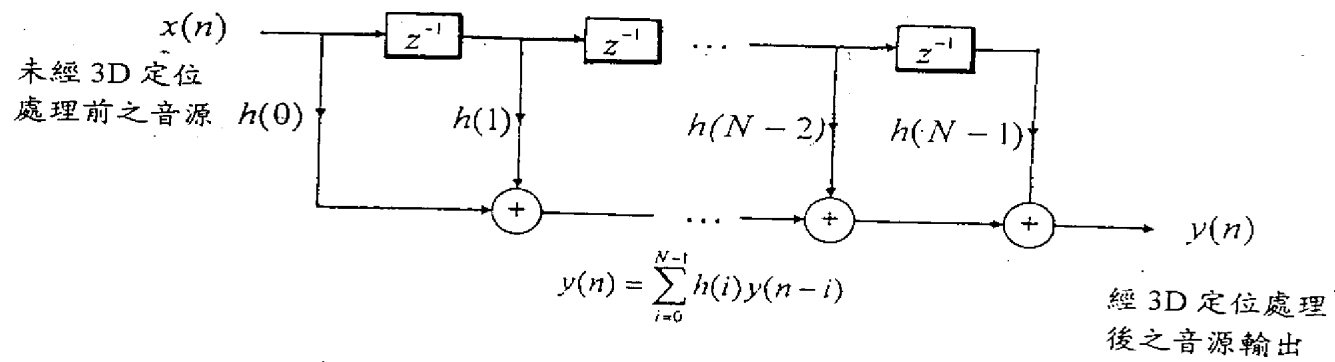 x(n)
z⁻¹
z⁻¹
...
z⁻¹
未經 3D 定位
處理前之音源
h(0)
h(1)
h(N − 2)
h(N − 1)
+
...
+
+
y(n)
y(n) = \sum_{i=0}^{N-1} h(i)y(n − i)
經 3D 定位處理
後之音源輸出